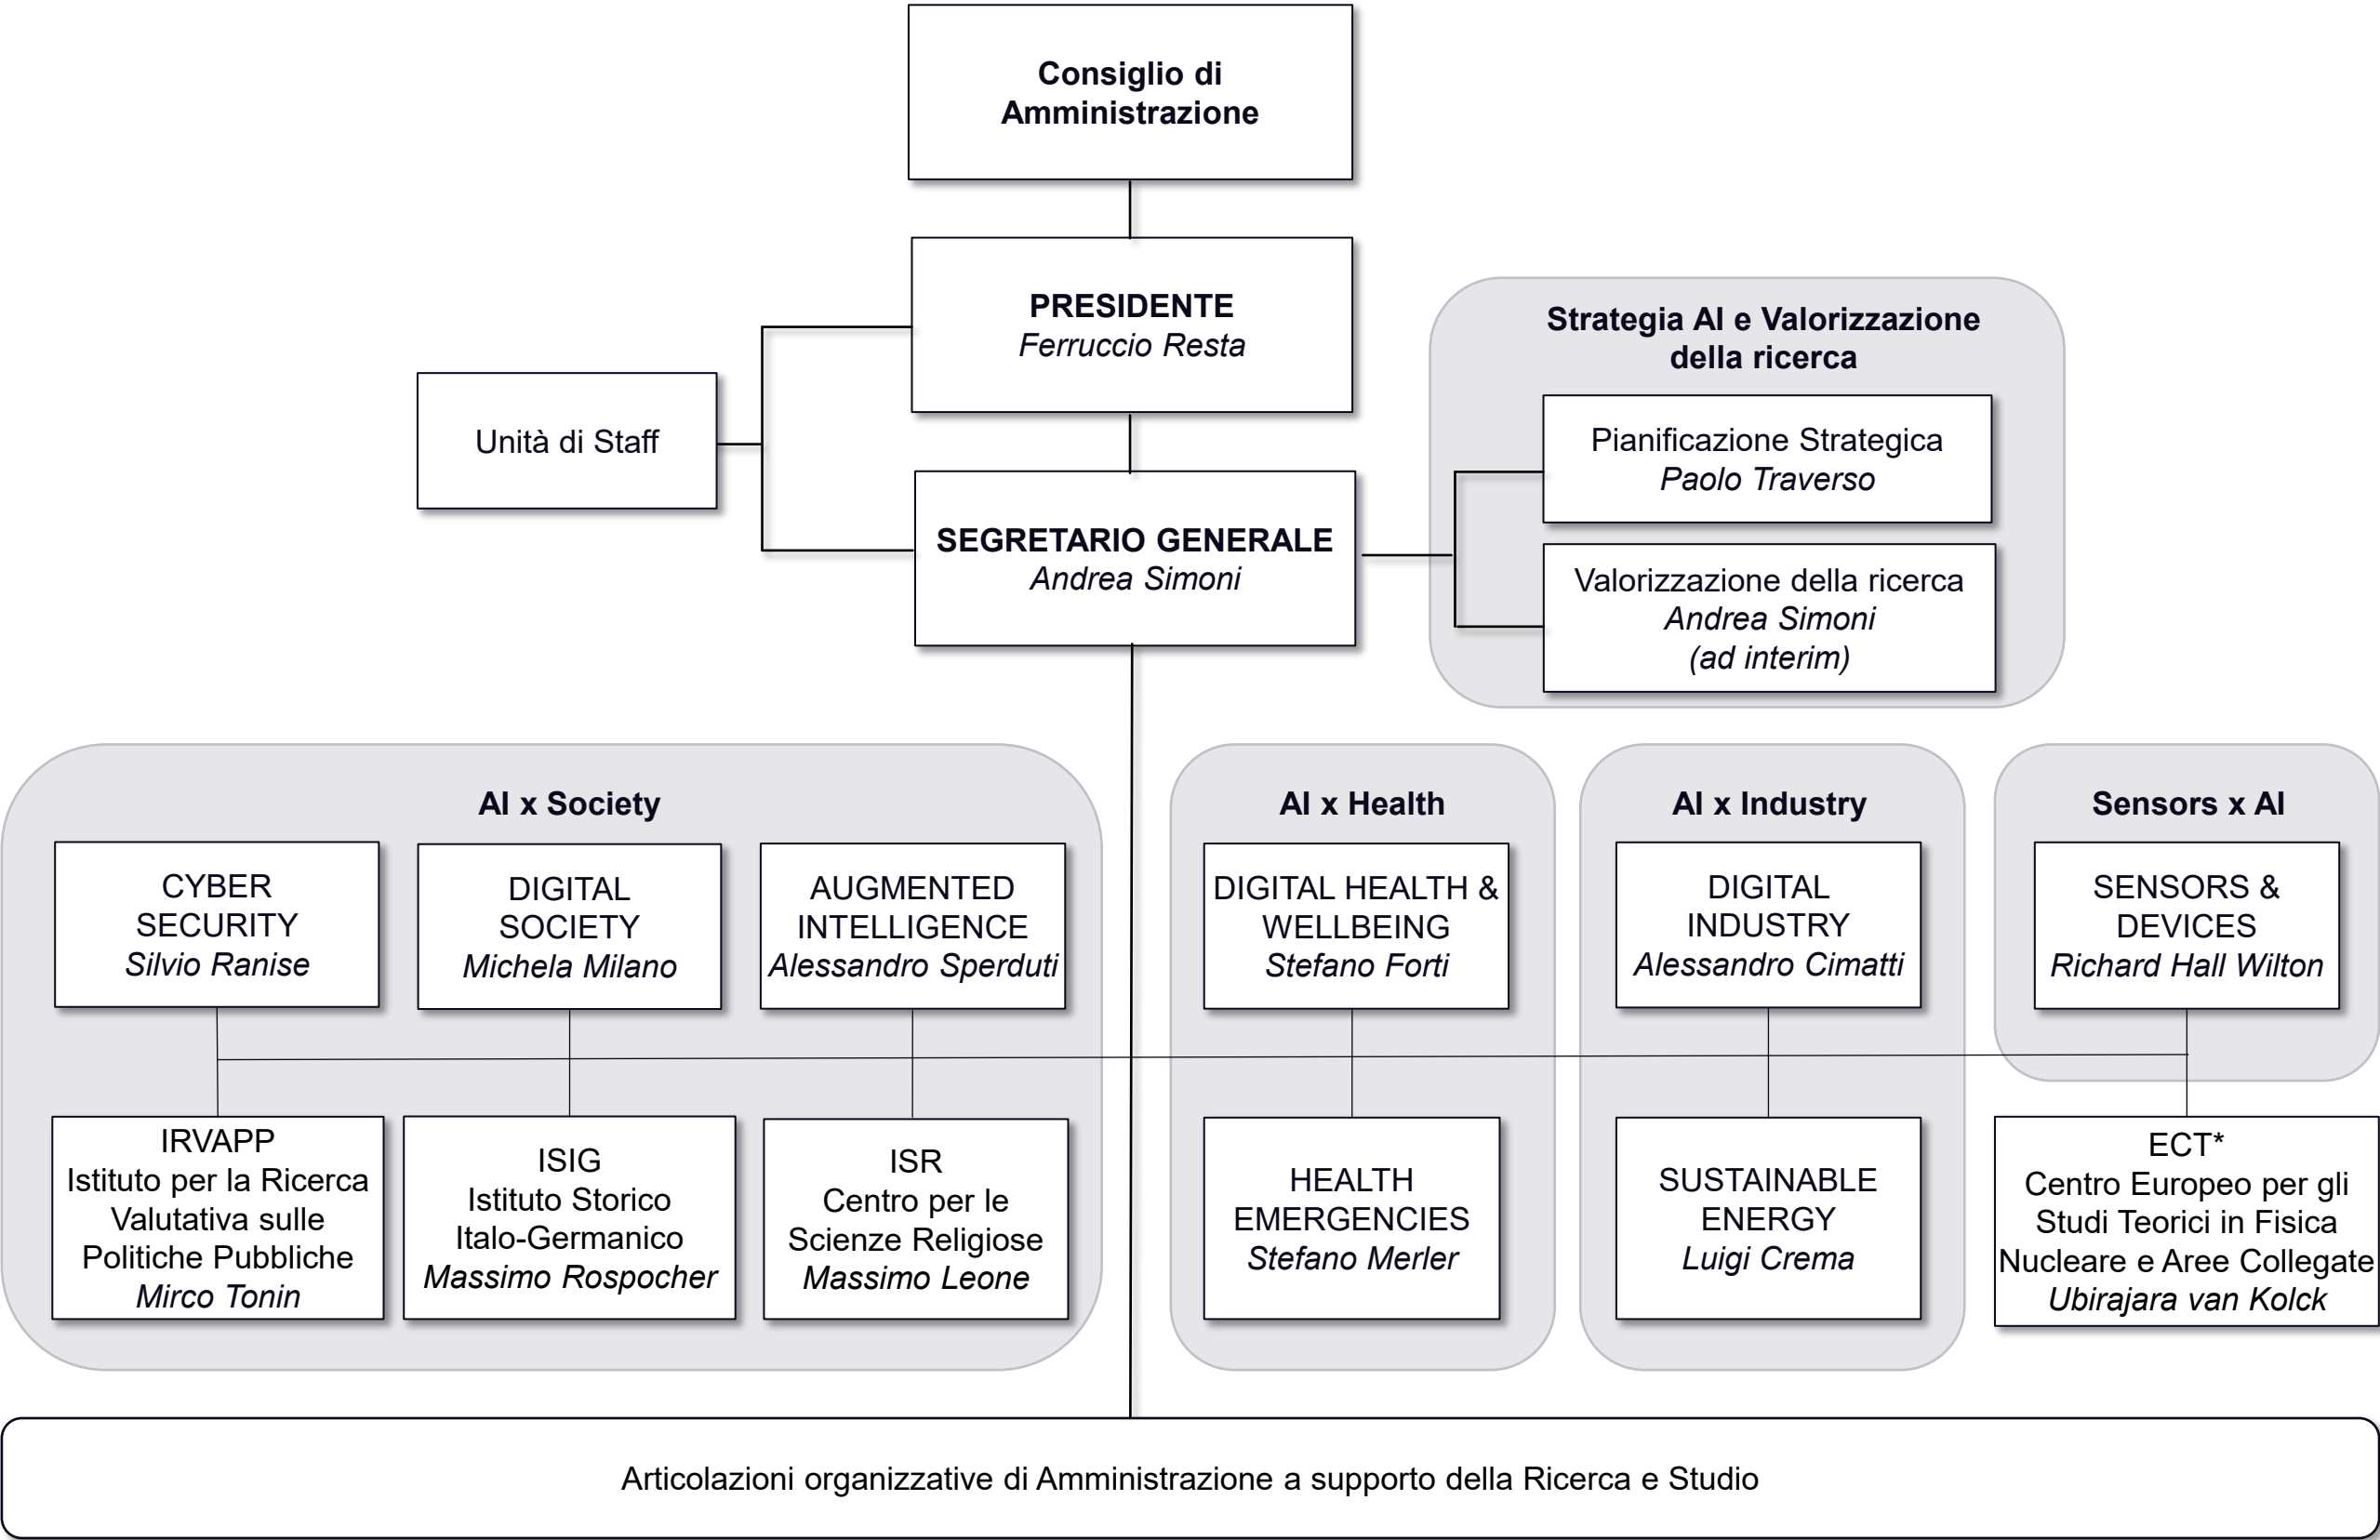 Consiglio di
Amministrazione
PRESIDENTE
Ferruccio Resta
Strategia AI e Valorizzazione
della ricerca
Unità di Staff
Pianificazione Strategica
Paolo Traverso
SEGRETARIO GENERALE
Andrea Simoni
Valorizzazione della ricerca
Andrea Simoni
(ad interim)
AI x Society
CYBER
SECURITY
Silvio Ranise
DIGITAL
SOCIETY
Michela Milano
AUGMENTED
INTELLIGENCE
Alessandro Sperduti
IRVAPP
Istituto per la Ricerca
Valutativa sulle
Politiche Pubbliche
Mirco Tonin
ISIG
Istituto Storico
Italo-Germanico
Massimo Rospocher
ISR
Centro per le
Scienze Religiose
Massimo Leone
AI x Health
DIGITAL HEALTH &
WELLBEING
Stefano Forti
HEALTH
EMERGENCIES
Stefano Merler
AI x Industry
DIGITAL
INDUSTRY
Alessandro Cimatti
SUSTAINABLE
ENERGY
Luigi Crema
Sensors x AI
SENSORS &
DEVICES
Richard Hall Wilton
ECT*
Centro Europeo per gli
Studi Teorici in Fisica
Nucleare e Aree Collegate
Ubirajara van Kolck
Articolazioni organizzative di Amministrazione a supporto della Ricerca e Studio